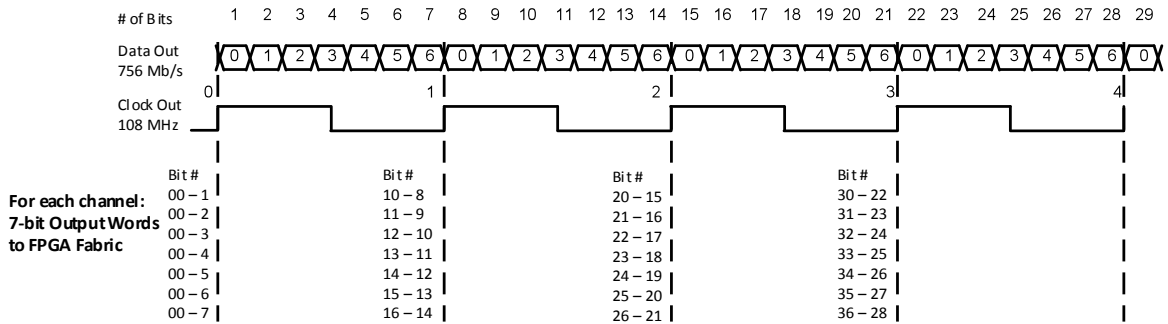 # of Bits 1 2 3 4 5 6 7 8 9 10 11 12 13 14 15 16 17 18 19 20 21 22 23 24 25 26 27 28 29
Data Out 0 1 2 3 4 5 6 0 1 2 3 4 5 6 0 1 2 3 4 5 6 0 1 2 3 4 5 6 0
756 Mb/s
0 1 2 3 4
Clock Out
108 MHz
Bit # Bit # Bit # Bit #
00 – 1 10 – 8 20 – 15 30 – 22
00 – 2 11 – 9 21 – 16 31 – 23
00 – 3 12 – 10 22 – 17 32 – 24
00 – 4 13 – 11 23 – 18 33 – 25
00 – 5 14 – 12 24 – 19 34 – 26
00 – 6 15 – 13 25 – 20 35 – 27
00 – 7 16 – 14 26 – 21 36 – 28
For each channel:
7-bit Output Words
to FPGA Fabric